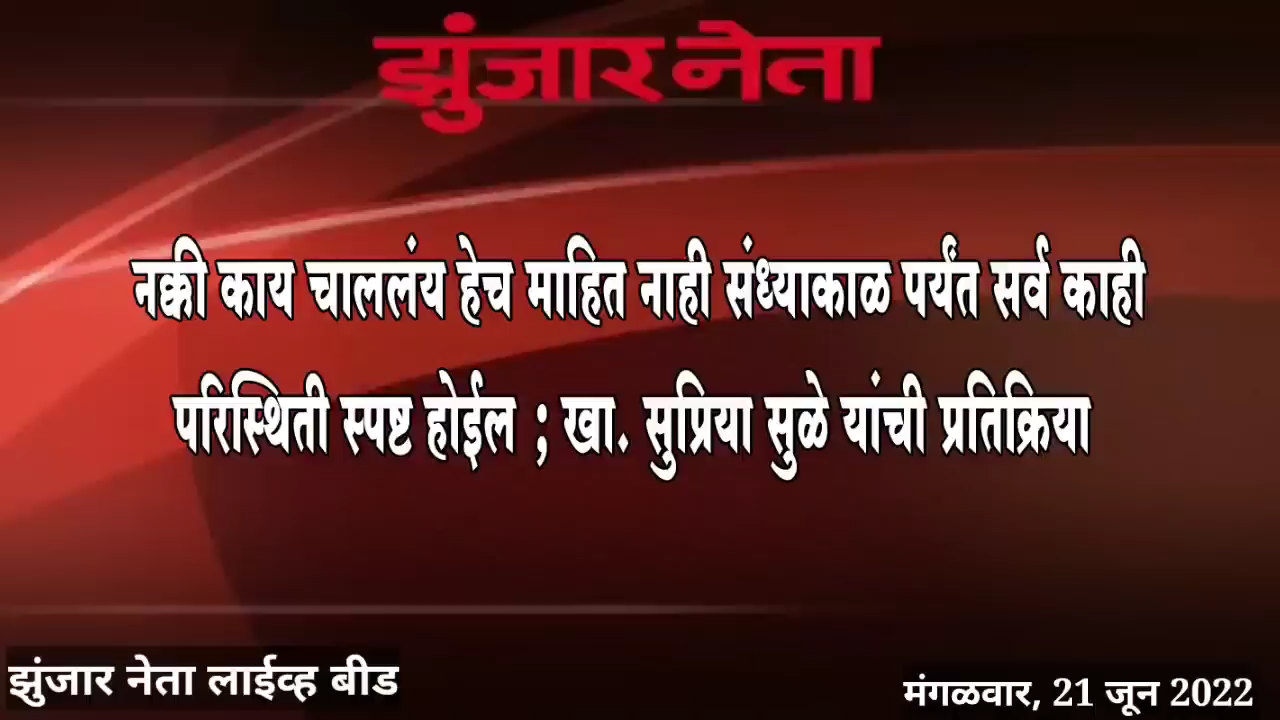 झुंजार नेता
नक्की काय चाललंय हेच माहित नाही संध्याकाळ पर्यंत सर्व काही
परिस्थिती स्पष्ट होईल ; खा. सुप्रिया सुळे यांची प्रतिक्रिया
झुंजार नेता लाईव्ह बीड
मंगळवार, 21 जून 2022